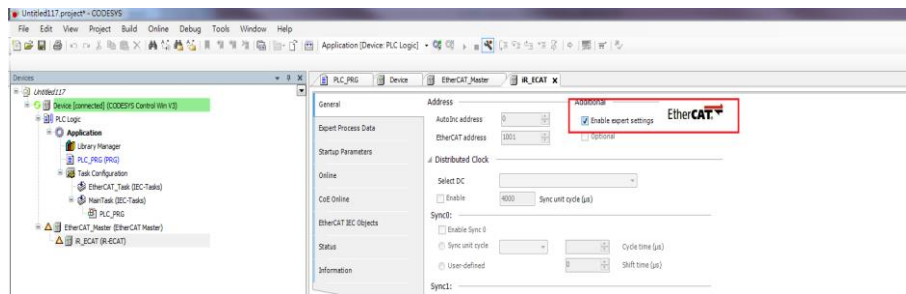 Untitled117.project* - CODESYS
File Edit View Project Build Online Debug Tools Window Help
Application [Device: PLC Logic]
Devices
Untitled117
Device [connected] (CODESYS Control Win V3)
PLC Logic
Application
Library Manager
PLC_PRG (PRG)
Task Configuration
EtherCAT_Task (IEC-Tasks)
MainTask (IEC-Tasks)
PLC_PRG
EtherCAT_Master (EtherCAT Master)
iR_ECAT (iR-ECAT)
PLC_PRG Device EtherCAT_Master iR_ECAT x
General
Expert Process Data
Startup Parameters
Online
CoE Online
EtherCAT IEC Objects
Status
Information
Address
AutoInc address 0
EtherCAT address 1001
Additional
Enable expert settings
Optional
EtherCAT
Distributed Clock
Select DC
Enable 4000 Sync unit cycle (µs)
Sync0:
Enable Sync 0
Sync unit cycle Cycle time (µs)
User-defined 0 Shift time (µs)
Sync1: